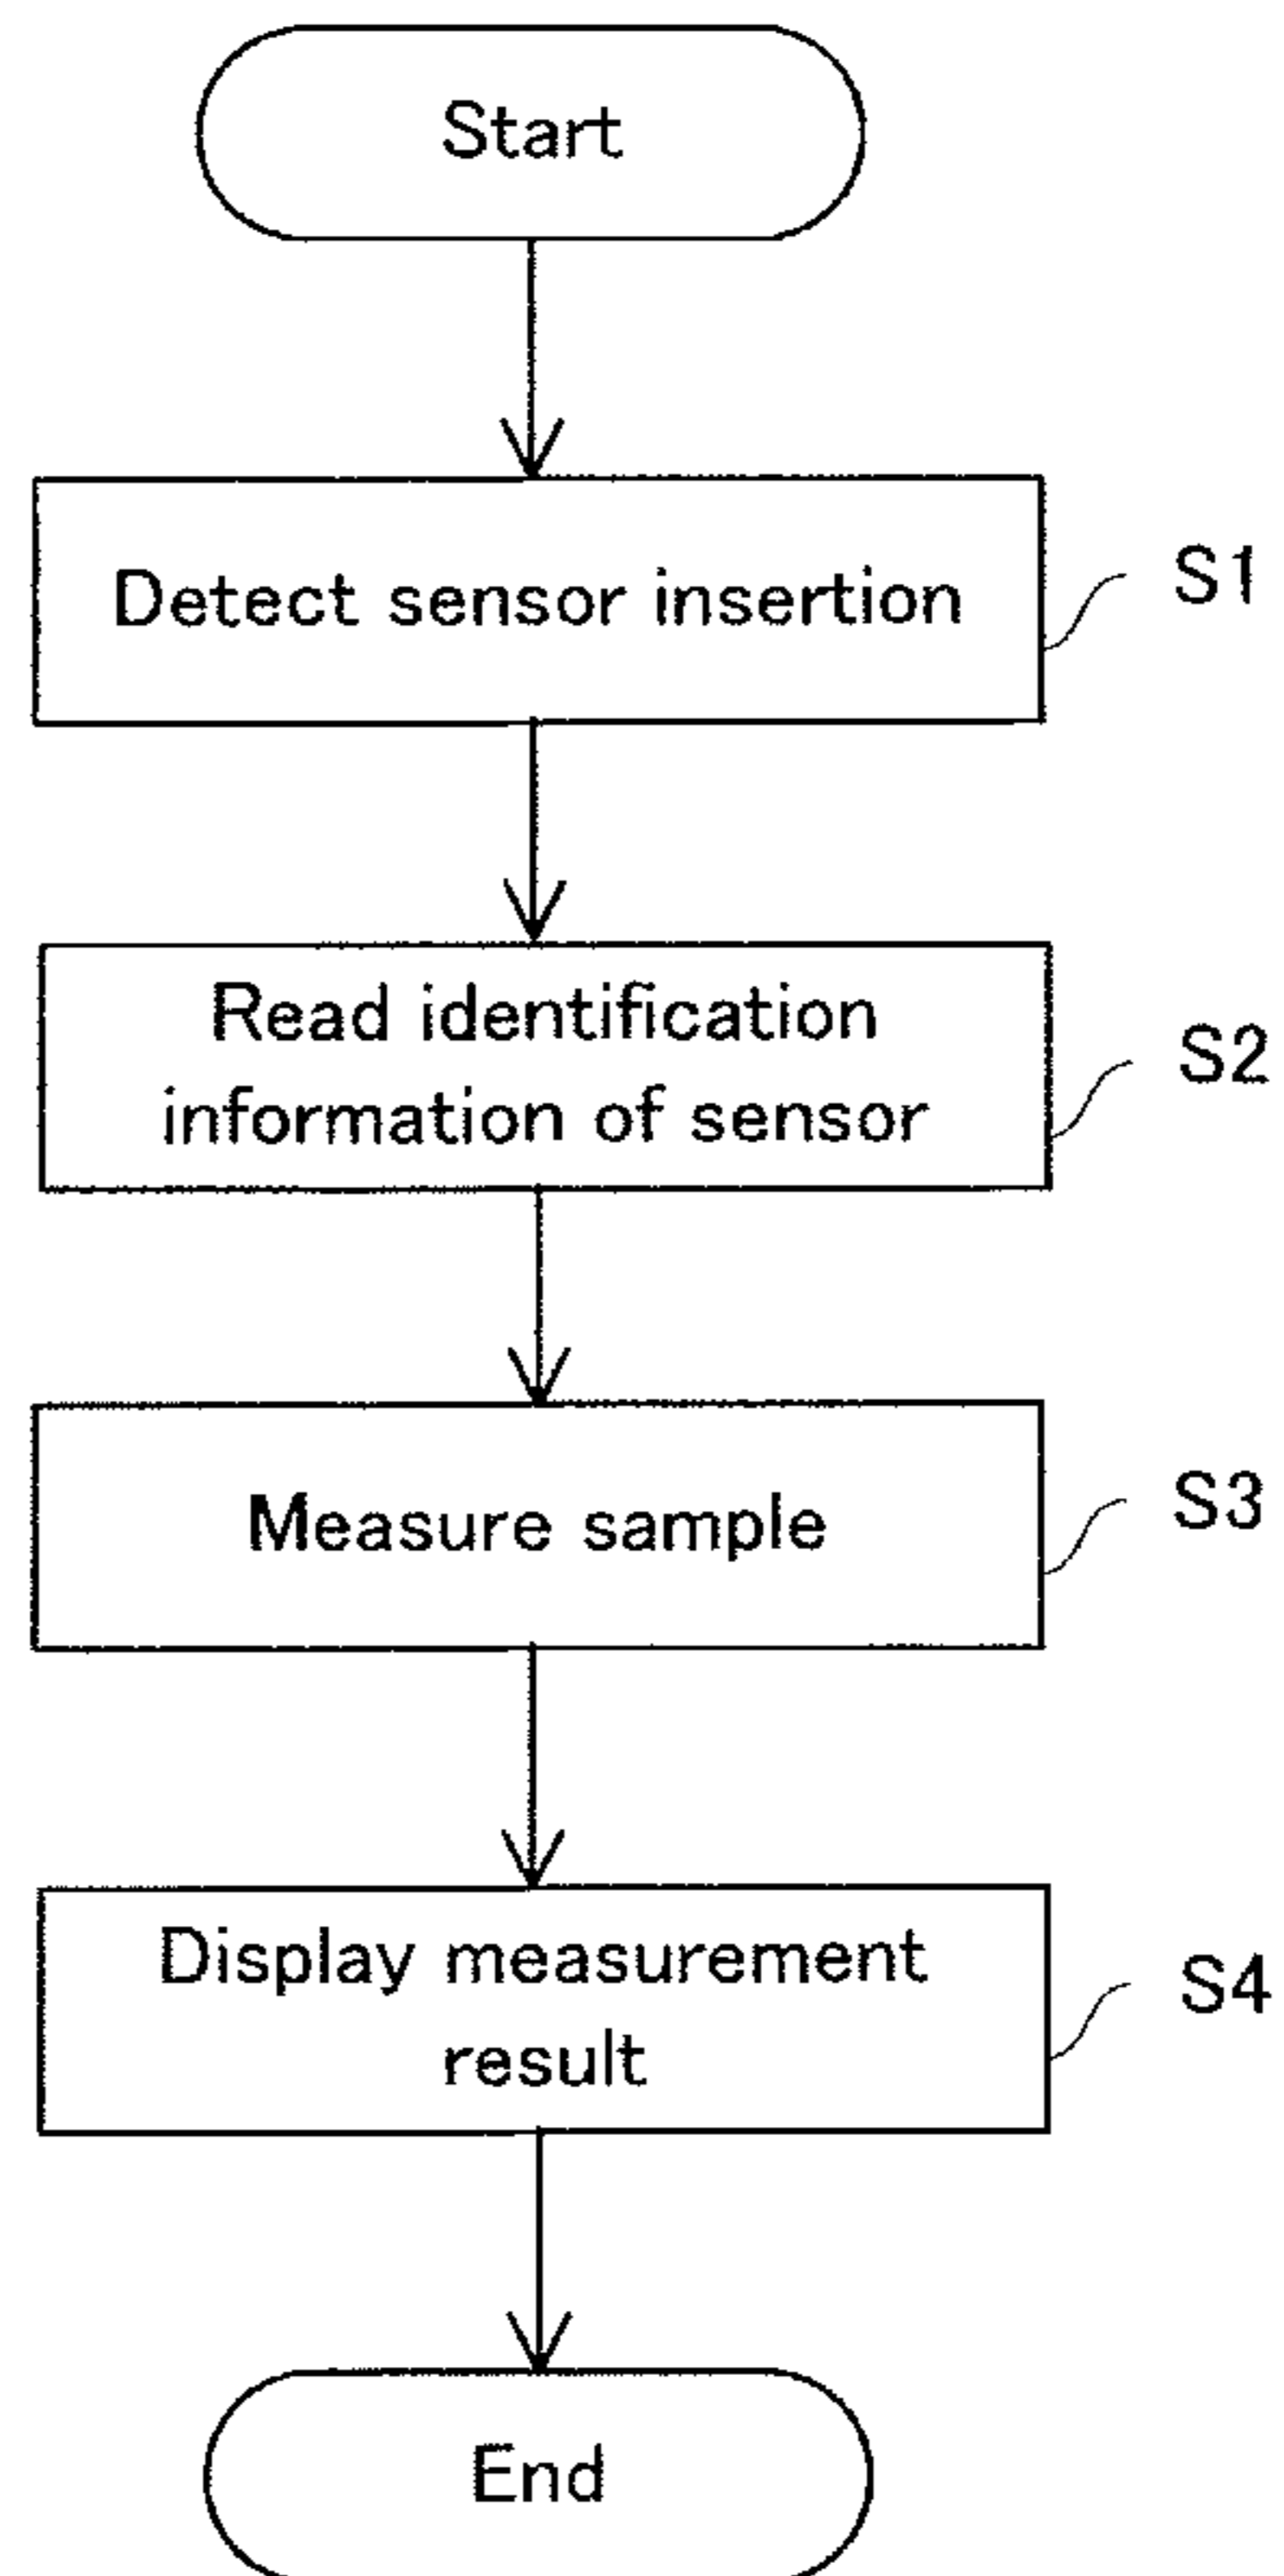 Start
Detect sensor insertion
S1
Read identification
information of sensor
S2
Measure sample
S3
Display measurement
result
S4
End